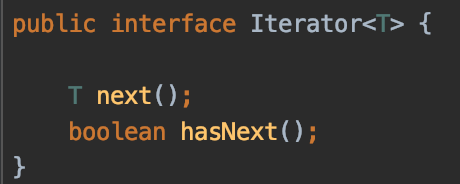 public interface Iterator<T> {
T next();
boolean hasNext();
}